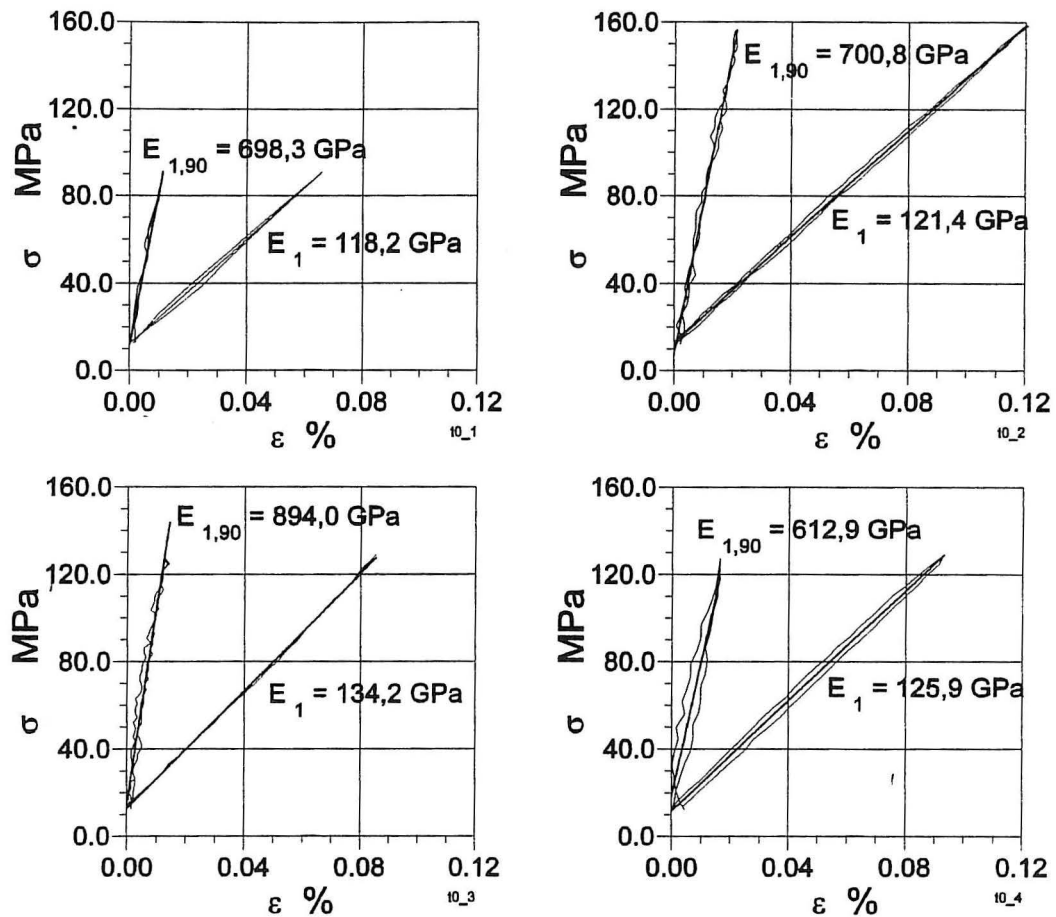 160.0
120.0
80.0
40.0
0.0
σ MPa
E 1,90 = 698,3 GPa
E 1 = 118,2 GPa
0.00 0.04 0.08 0.12
ε %
t0_1
160.0
120.0
80.0
40.0
0.0
σ MPa
E 1,90 = 700,8 GPa
E 1 = 121,4 GPa
0.00 0.04 0.08 0.12
ε %
t0_2
160.0
120.0
80.0
40.0
0.0
σ MPa
E 1,90 = 894,0 GPa
E 1 = 134,2 GPa
0.00 0.04 0.08 0.12
ε %
t0_3
160.0
120.0
80.0
40.0
0.0
σ MPa
E 1,90 = 612,9 GPa
E 1 = 125,9 GPa
0.00 0.04 0.08 0.12
ε %
t0_4